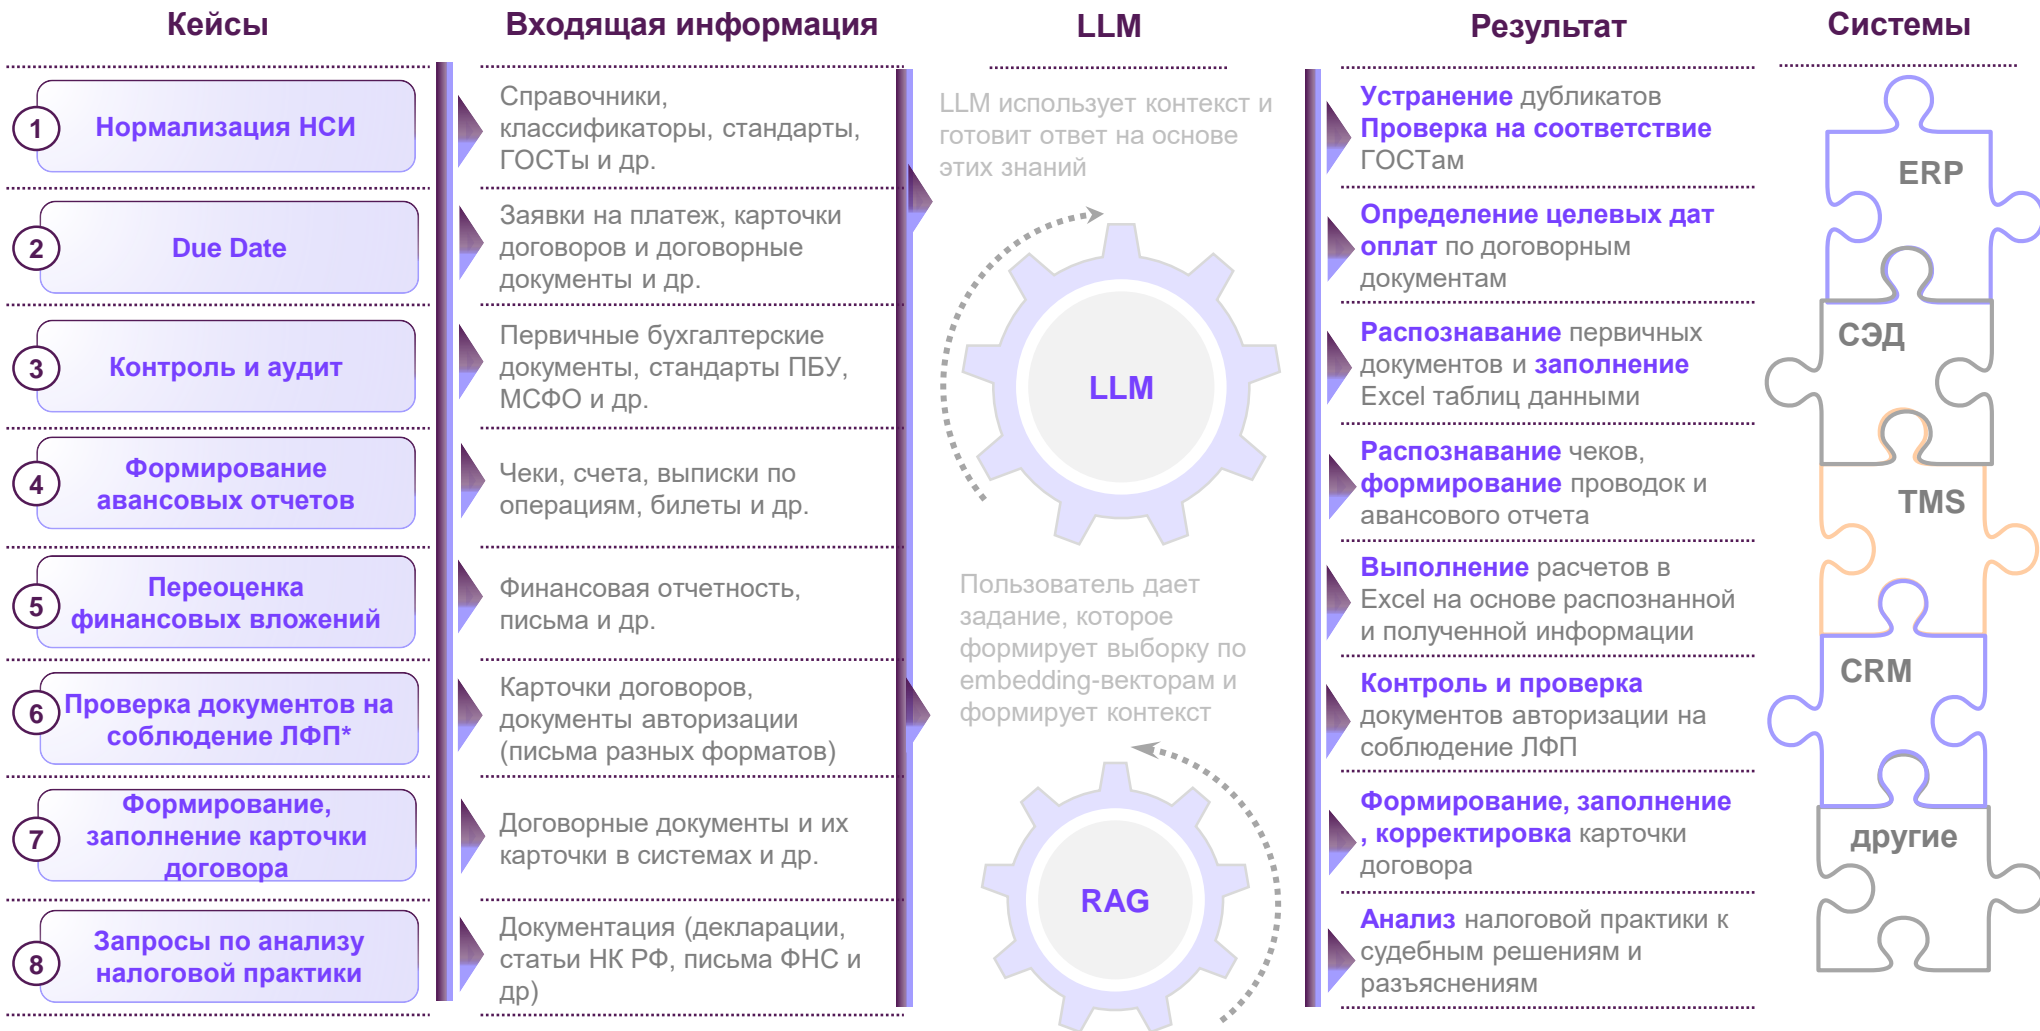 Кейсы
Входящая информация
LLM
Результат
Системы
1
Нормализация НСИ
Справочники,
классификаторы, стандарты,
ГОСТы и др.
2
Due Date
Заявки на платеж, карточки
договоров и договорные
документы и др.
3
Контроль и аудит
Первичные бухгалтерские
документы, стандарты ПБУ,
МСФО и др.
4
Формирование
авансовых отчетов
Чеки, счета, выписки по
операциям, билеты и др.
5
Переоценка
финансовых вложений
Финансовая отчетность,
письма и др.
6
Проверка документов на
соблюдение ЛФП*
Карточки договоров,
документы авторизации
(письма разных форматов)
7
Формирование,
заполнение карточки
договора
Договорные документы и их
карточки в системах и др.
8
Запросы по анализу
налоговой практики
Документация (декларации,
статьи НК РФ, письма ФНС и
др)
LLM использует контекст и
готовит ответ на основе
этих знаний
LLM
Пользователь дает
задание, которое
формирует выборку по
embedding-векторам и
формирует контекст
RAG
Устранение дубликатов
Проверка на соответствие
ГОСТам
Определение целевых дат
оплат по договорным
документам
Распознавание первичных
документов и заполнение
Excel таблиц данными
Распознавание чеков,
формирование проводок и
авансового отчета
Выполнение расчетов в
Excel на основе распознанной
и полученной информации
Контроль и проверка
документов авторизации на
соблюдение ЛФП
Формирование, заполнение
, корректировка карточки
договора
Анализ налоговой практики к
судебным решениям и
разъяснениям
ERP
СЭД
TMS
CRM
другие